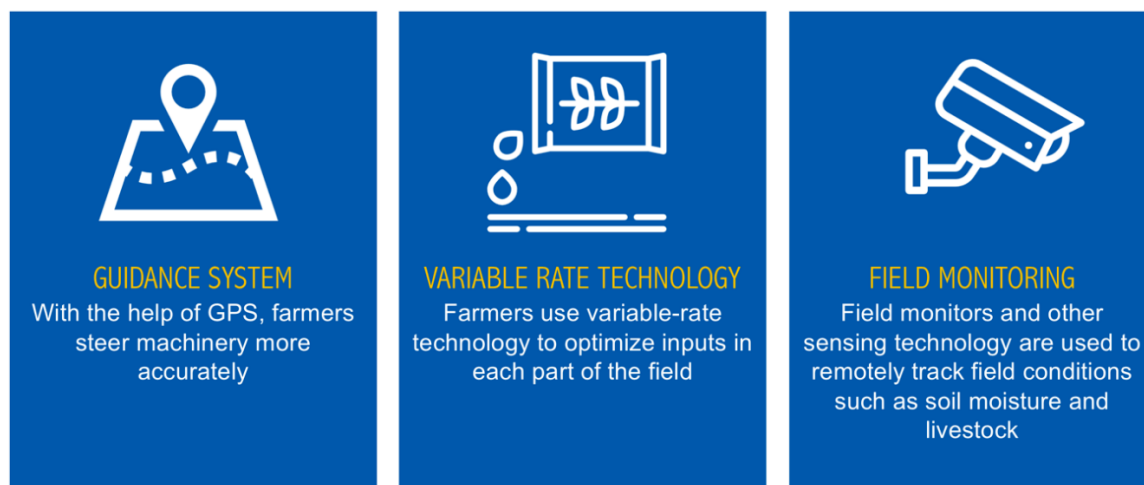 GUIDANCE SYSTEM
With the help of GPS, farmers
steer machinery more
accurately
VARIABLE RATE TECHNOLOGY
Farmers use variable-rate
technology to optimize inputs in
each part of the field
FIELD MONITORING
Field monitors and other
sensing technology are used to
remotely track field conditions
such as soil moisture and
livestock